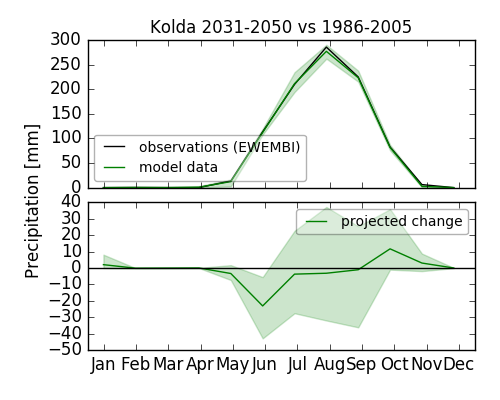 Kolda 2031-2050 vs 1986-2005
Precipitation [mm]
300
250
200
150
100
50
0
observations (EWEMBI)
model data
40
30
20
10
0
−10
−20
−30
−40
−50
projected change
Jan Feb Mar Apr May Jun Jul Aug Sep Oct Nov Dec